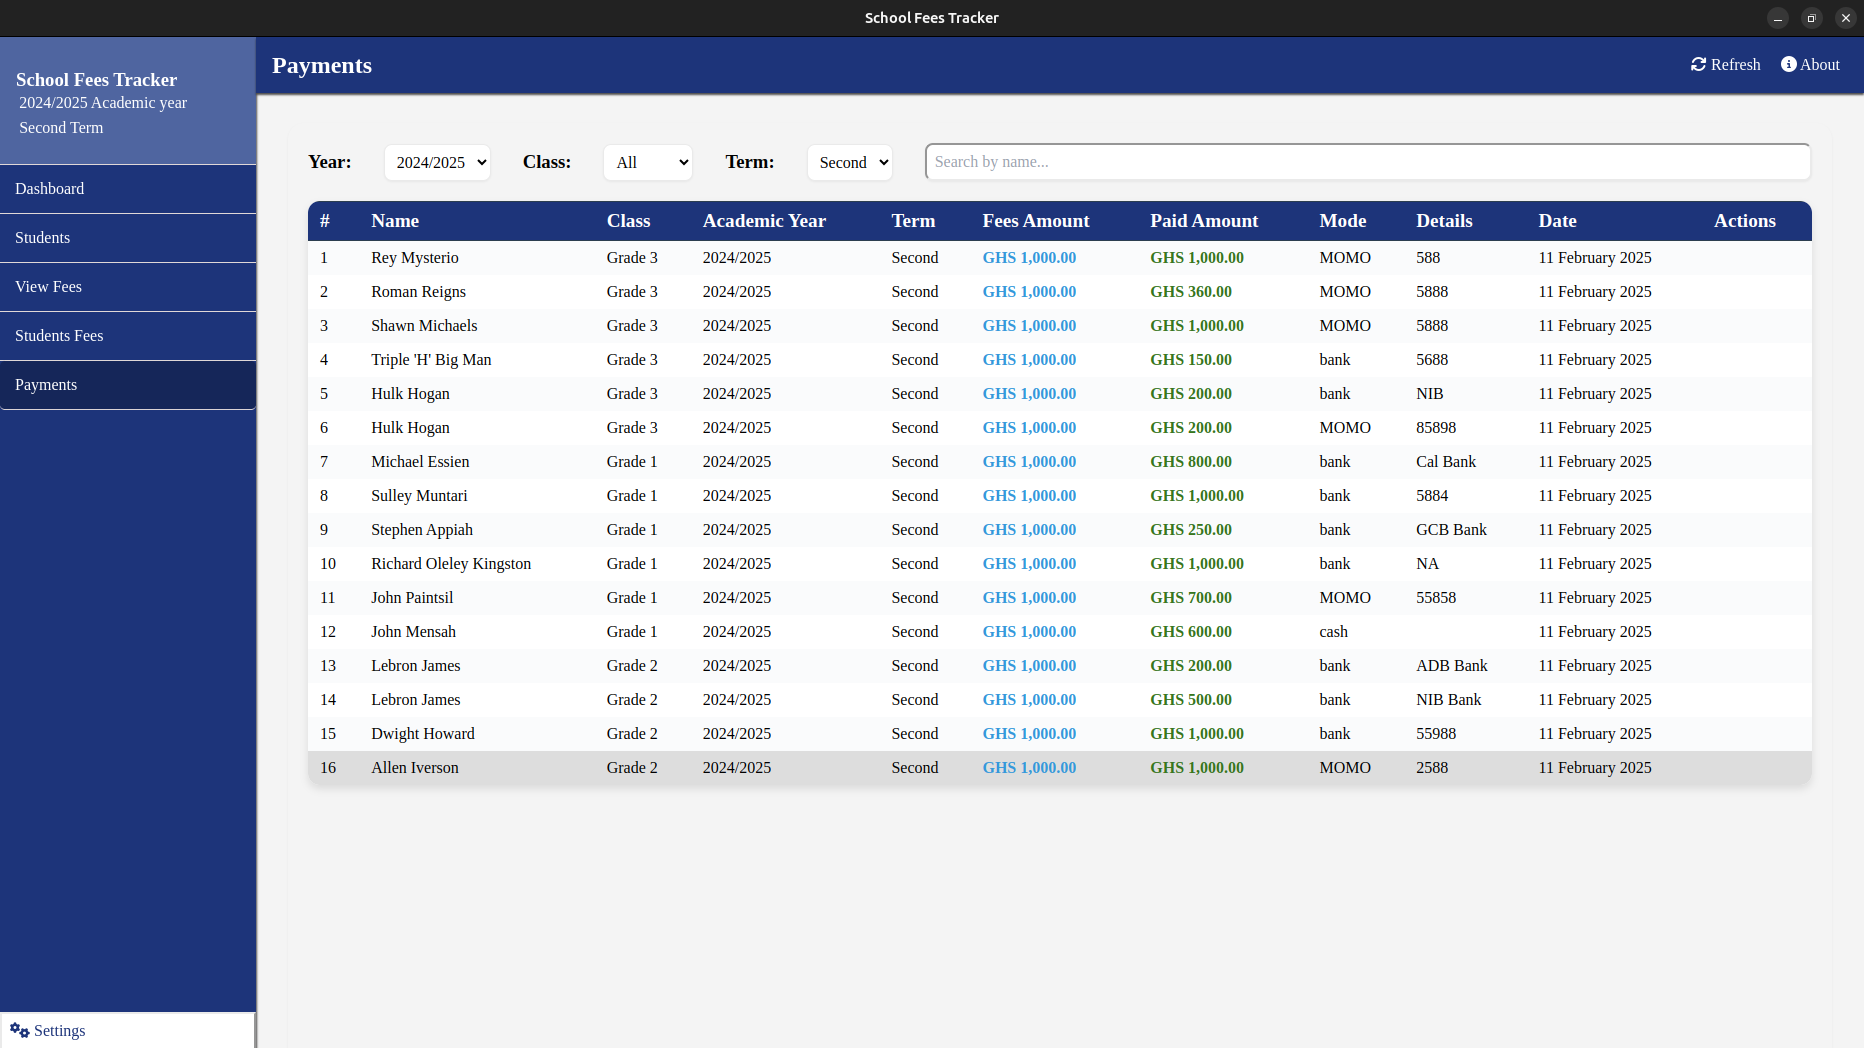 School Fees Tracker
School Fees Tracker
2024/2025 Academic year
Second Term
Dashboard
Students
View Fees
Students Fees
Payments
Settings
Payments
Refresh About
Year: 2024/2025 Class: All Term: Second Search by name...
# Name Class Academic Year Term Fees Amount Paid Amount Mode Details Date Actions
1 Rey Mysterio Grade 3 2024/2025 Second GHS 1,000.00 GHS 1,000.00 MOMO 588 11 February 2025
2 Roman Reigns Grade 3 2024/2025 Second GHS 1,000.00 GHS 360.00 MOMO 5888 11 February 2025
3 Shawn Michaels Grade 3 2024/2025 Second GHS 1,000.00 GHS 1,000.00 MOMO 5888 11 February 2025
4 Triple 'H' Big Man Grade 3 2024/2025 Second GHS 1,000.00 GHS 150.00 bank 5688 11 February 2025
5 Hulk Hogan Grade 3 2024/2025 Second GHS 1,000.00 GHS 200.00 bank NIB 11 February 2025
6 Hulk Hogan Grade 3 2024/2025 Second GHS 1,000.00 GHS 200.00 MOMO 85898 11 February 2025
7 Michael Essien Grade 1 2024/2025 Second GHS 1,000.00 GHS 800.00 bank Cal Bank 11 February 2025
8 Sulley Muntari Grade 1 2024/2025 Second GHS 1,000.00 GHS 1,000.00 bank 5884 11 February 2025
9 Stephen Appiah Grade 1 2024/2025 Second GHS 1,000.00 GHS 250.00 bank GCB Bank 11 February 2025
10 Richard Oleley Kingston Grade 1 2024/2025 Second GHS 1,000.00 GHS 1,000.00 bank NA 11 February 2025
11 John Paintsil Grade 1 2024/2025 Second GHS 1,000.00 GHS 700.00 MOMO 55858 11 February 2025
12 John Mensah Grade 1 2024/2025 Second GHS 1,000.00 GHS 600.00 cash 11 February 2025
13 Lebron James Grade 2 2024/2025 Second GHS 1,000.00 GHS 200.00 bank ADB Bank 11 February 2025
14 Lebron James Grade 2 2024/2025 Second GHS 1,000.00 GHS 500.00 bank NIB Bank 11 February 2025
15 Dwight Howard Grade 2 2024/2025 Second GHS 1,000.00 GHS 1,000.00 bank 55988 11 February 2025
16 Allen Iverson Grade 2 2024/2025 Second GHS 1,000.00 GHS 1,000.00 MOMO 2588 11 February 2025